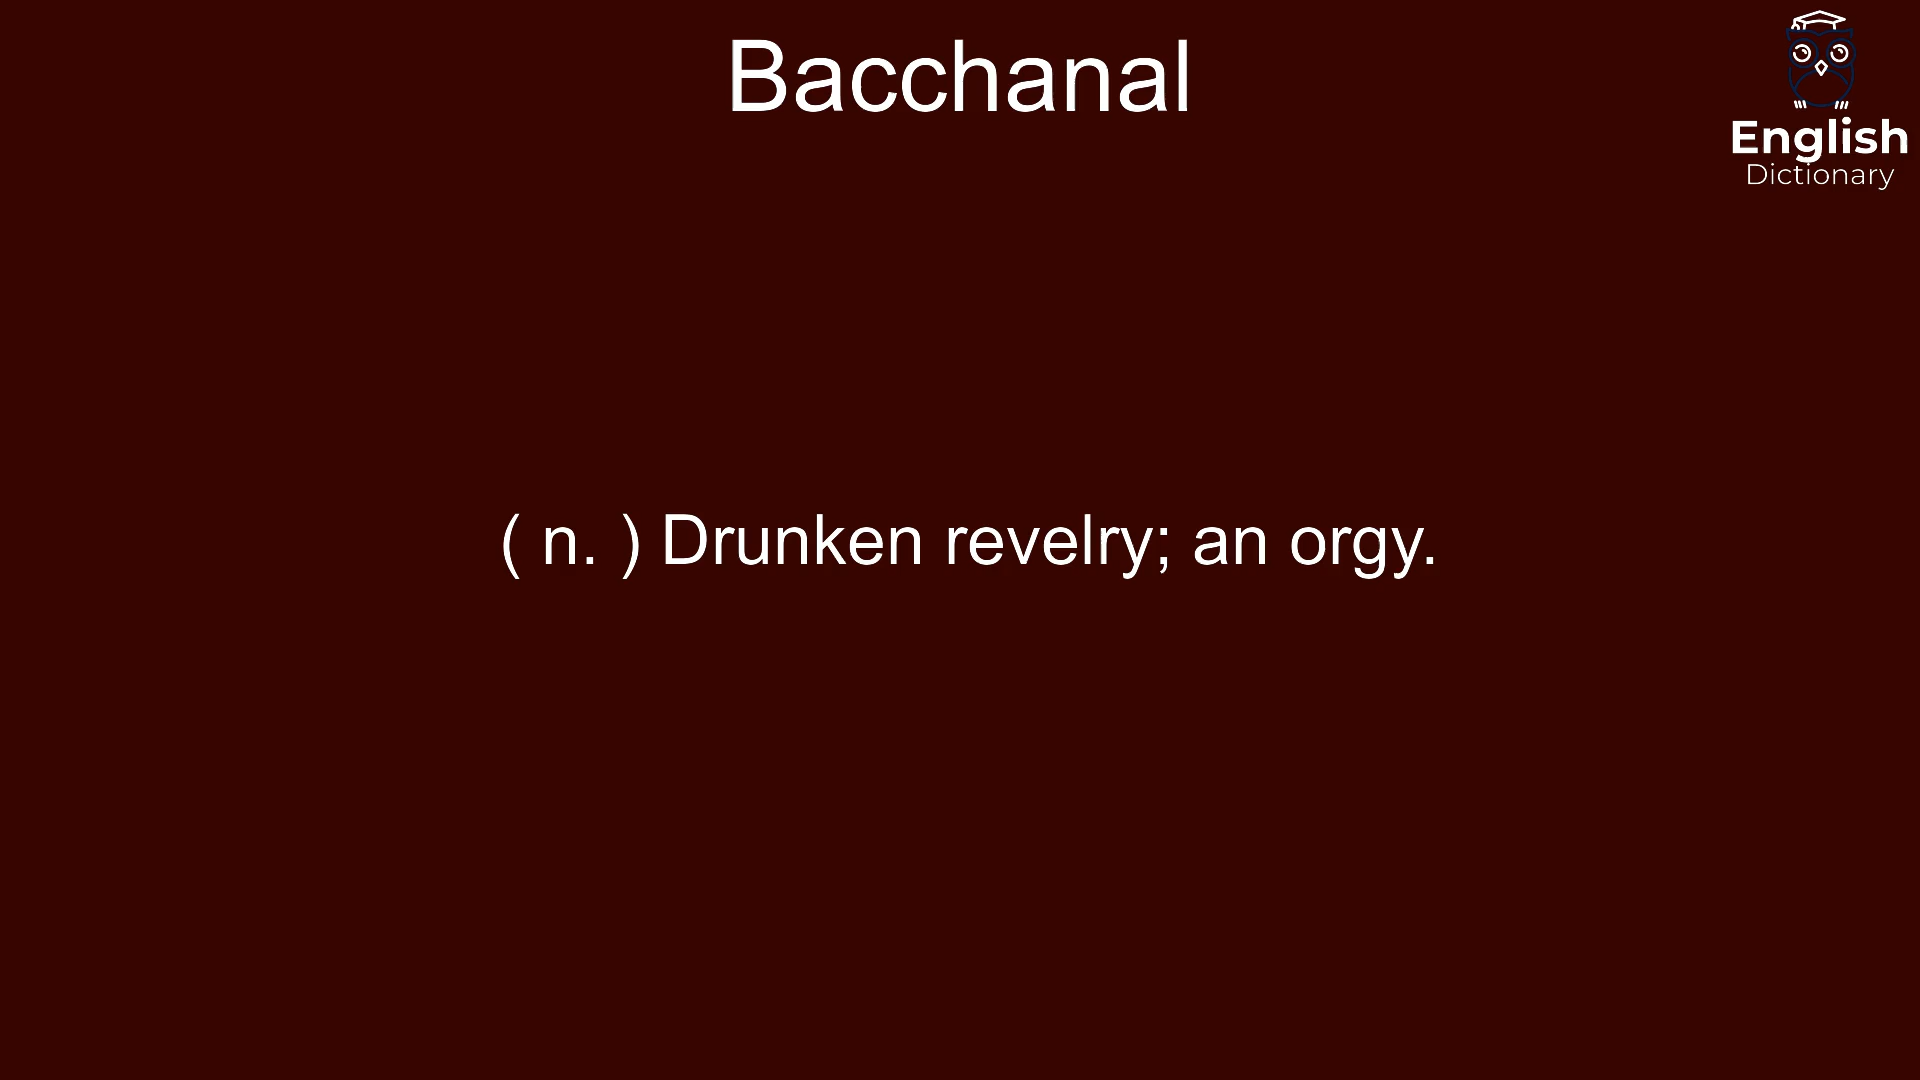 Bacchanal
English
Dictionary
( n. ) Drunken revelry; an orgy.